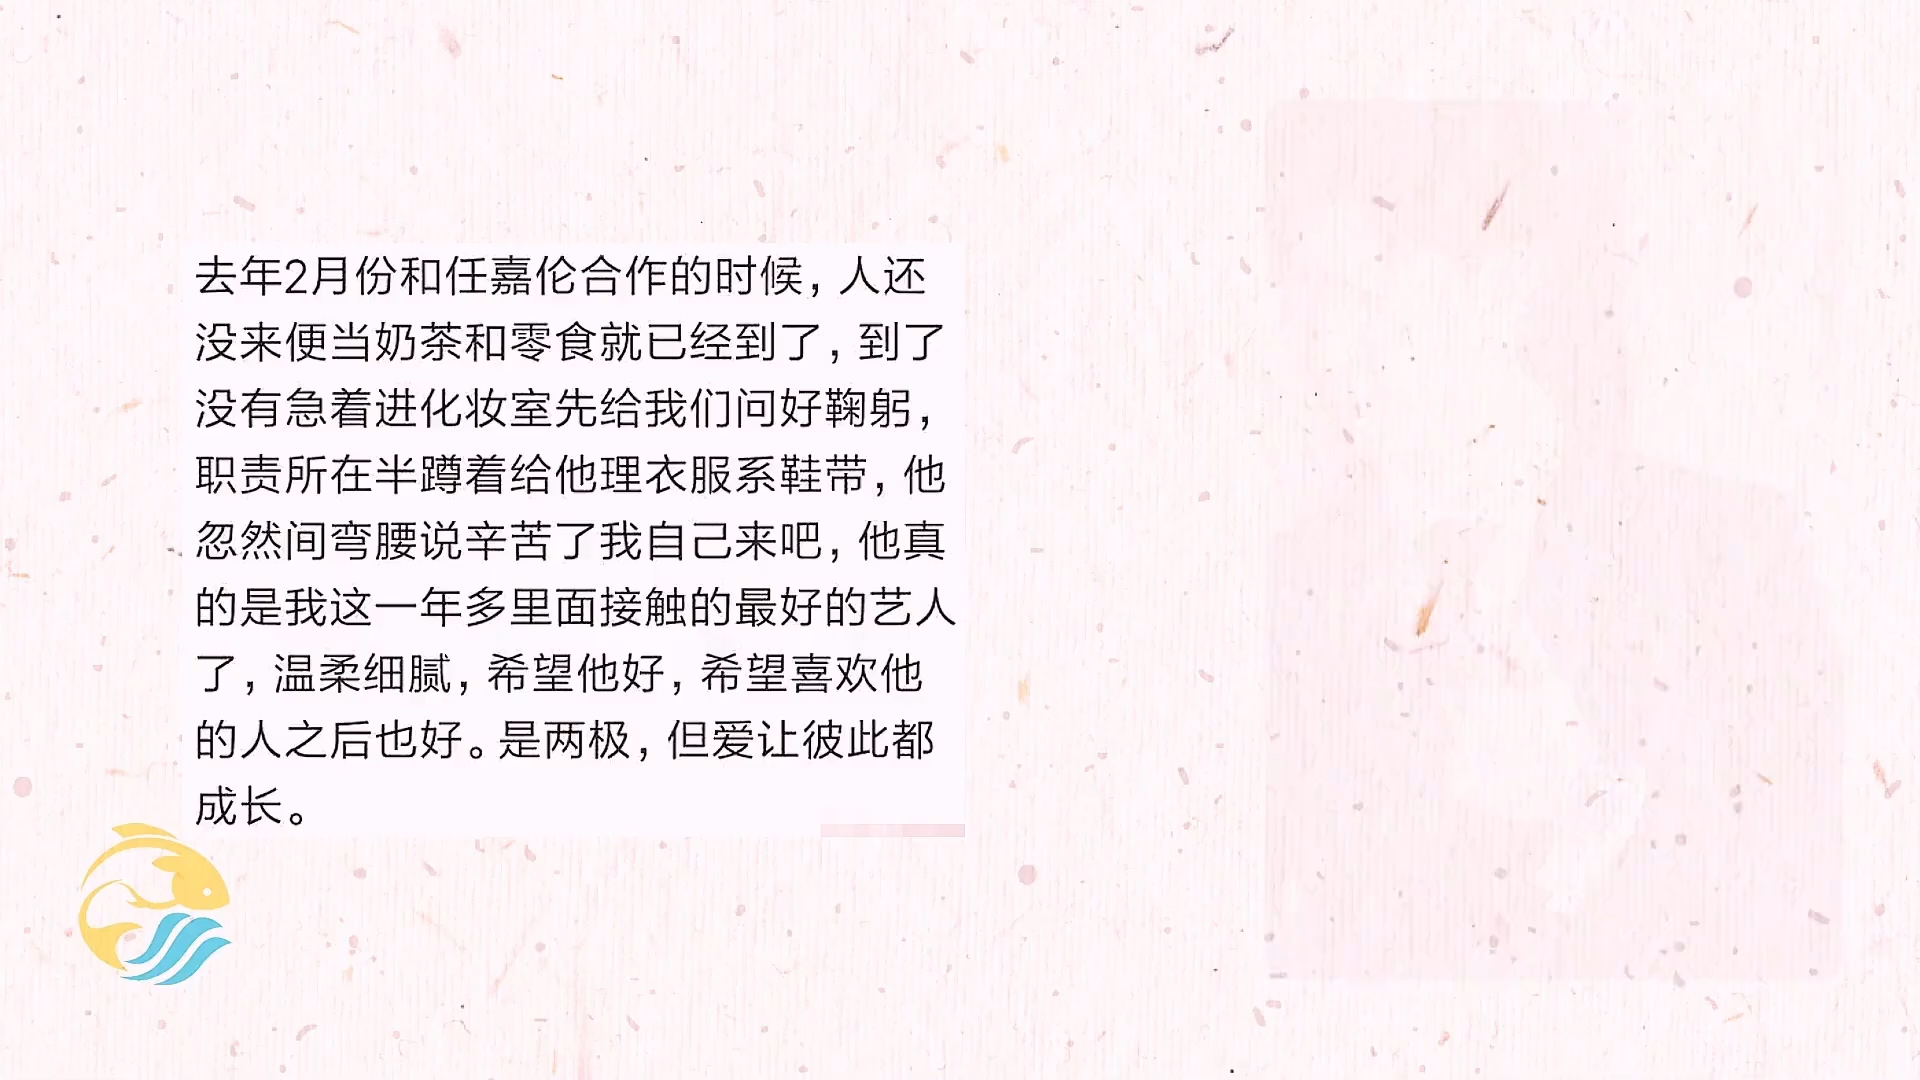 去年2月份和任嘉伦合作的时候，人还
没来便当奶茶和零食就已经到了，到了
没有急着进化妆室先给我们问好鞠躬，
职责所在半蹲着给他理衣服系鞋带，他
忽然间弯腰说辛苦了我自己来吧，他真
的是我这一年多里面接触的最好的艺人
了，温柔细腻，希望他好，希望喜欢他
的人之后也好。是两极，但爱让彼此都
成长。